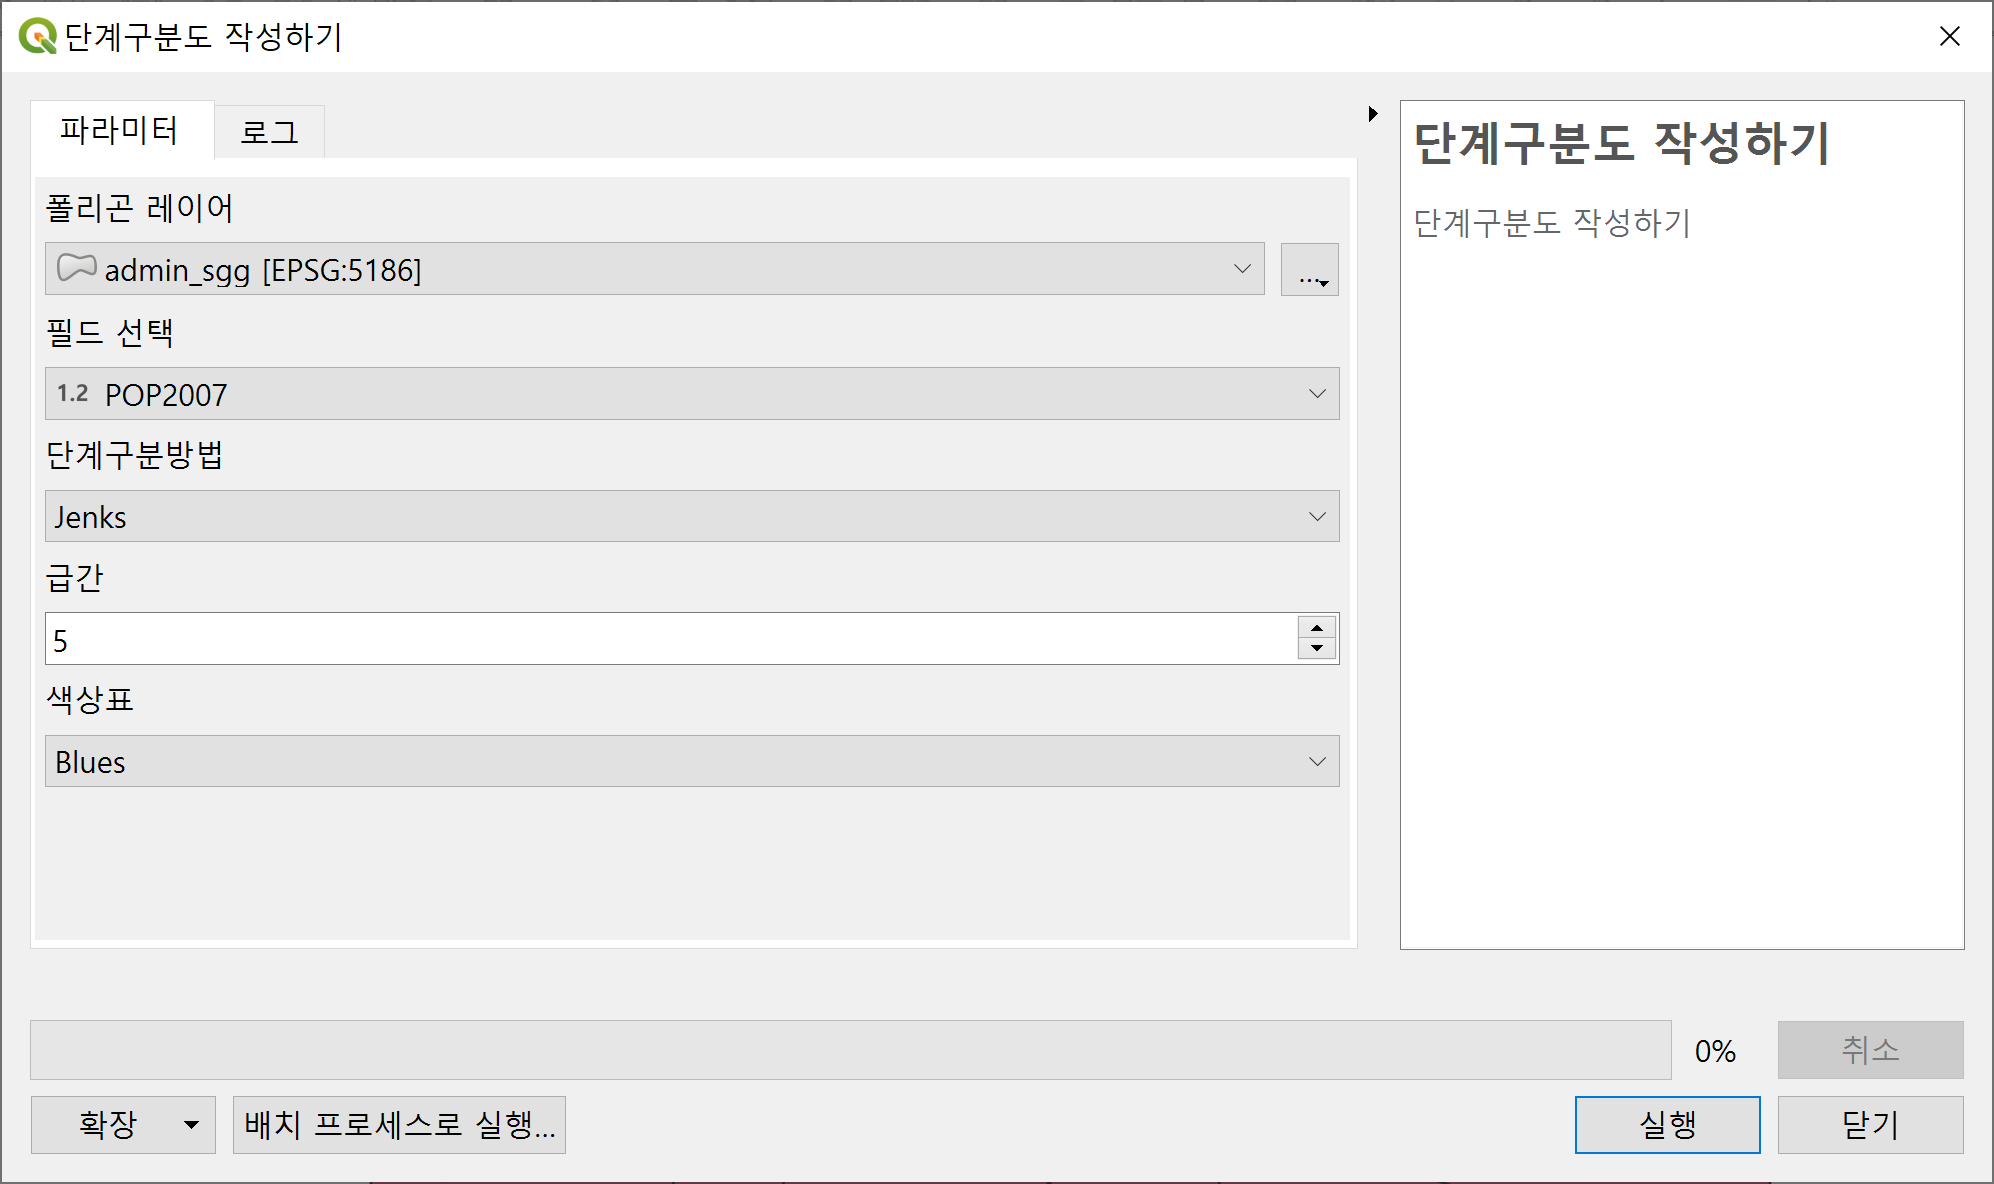 단계구분도 작성하기
파라미터
로그
폴리곤 레이어
admin_sgg [EPSG:5186]
...
필드 선택
1.2 POP2007
단계구분방법
Jenks
급간
5
색상표
Blues
단계구분도 작성하기
단계구분도 작성하기
0%
취소
확장
배치 프로세스로 실행...
실행
닫기